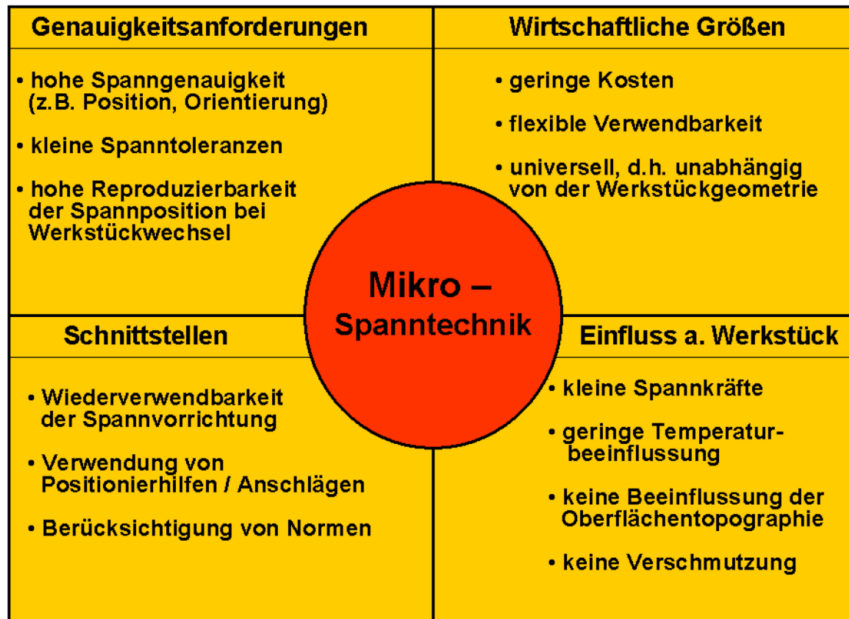 Genauigkeitsanforderungen
• hohe Spanngenauigkeit
(z.B. Position, Orientierung)
• kleine Spanntoleranzen
• hohe Reproduzierbarkeit
der Spannposition bei
Werkstückwechsel
Wirtschaftliche Größen
• geringe Kosten
• flexible Verwendbarkeit
• universell, d.h. unabhängig
von der Werkstückgeometrie
Mikro –
Spanntechnik
Schnittstellen
• Wiederverwendbarkeit
der Spannvorrichtung
• Verwendung von
Positionierhilfen / Anschlägen
• Berücksichtigung von Normen
Einfluss a. Werkstück
• kleine Spannkräfte
• geringe Temperatur-
beeinflussung
• keine Beeinflussung der
Oberflächentopographie
• keine Verschmutzung